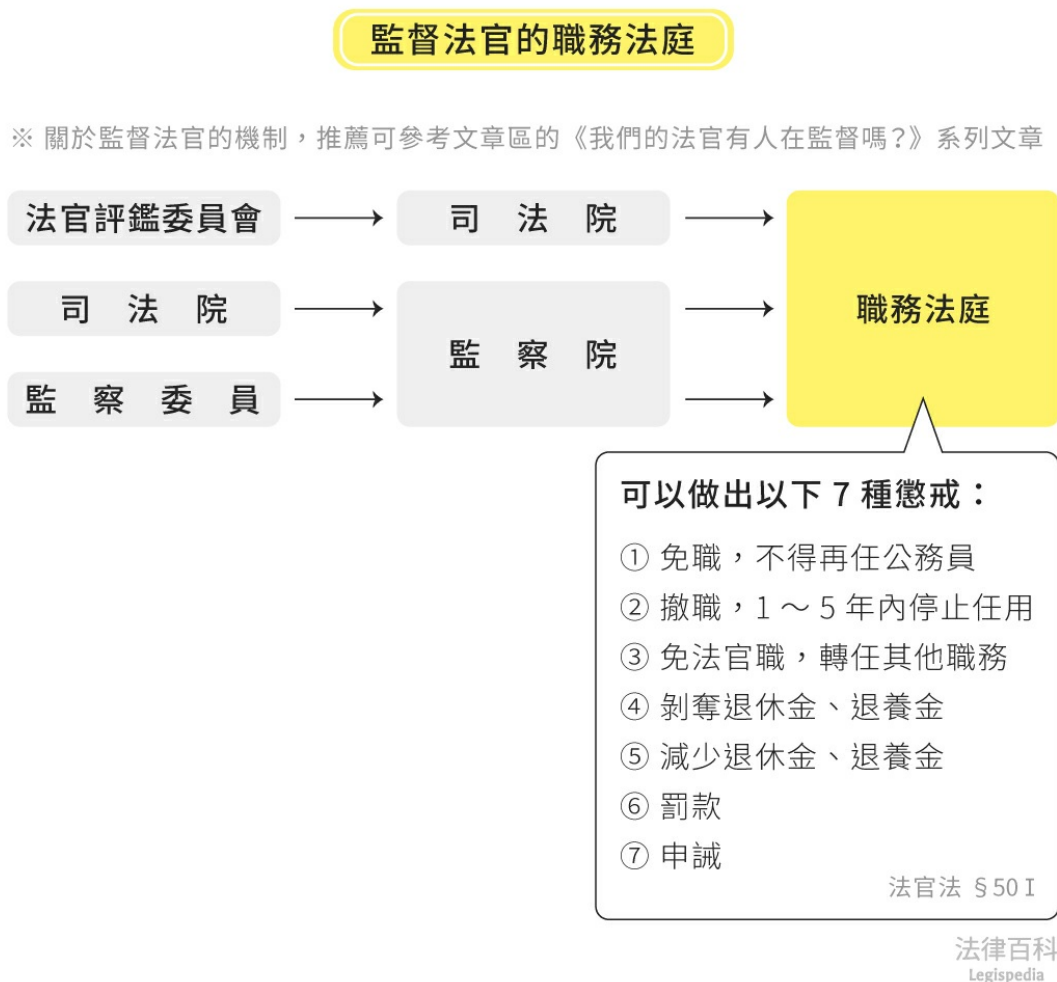 監督法官的職務法庭
※ 關於監督法官的機制，推薦可參考文章區的《我們的法官有人在監督嗎？》系列文章
法官評鑑委員會
司法院
司法院
監察院
監察委員
職務法庭
可以做出以下 7 種懲戒：
① 免職，不得再任公務員
② 撤職，1～5 年內停止任用
③ 免法官職，轉任其他職務
④ 剝奪退休金、退養金
⑤ 減少退休金、退養金
⑥ 罰款
⑦ 申誡
法官法 §50 I
法律百科
Legispedia